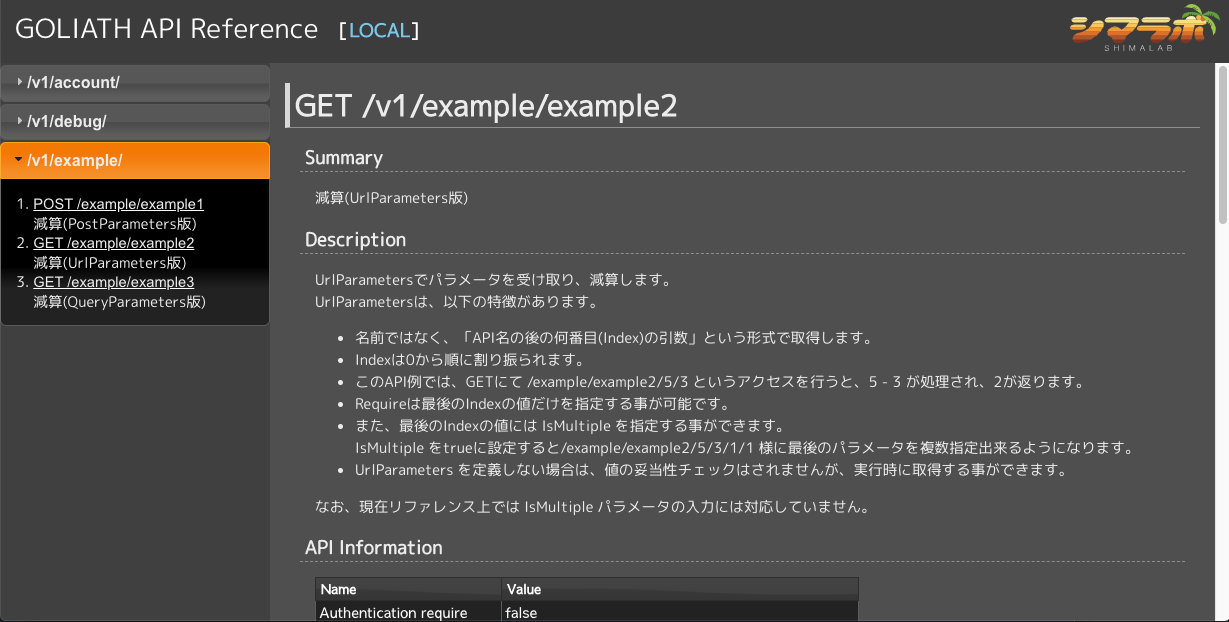 GOLIATH API Reference [LOCAL]
シマラボ
SHIMALAB
/v1/account/
/v1/debug/
/v1/example/
1. POST /example/example1
減算(PostParameters版)
2. GET /example/example2
減算(UrlParameters版)
3. GET /example/example3
減算(QueryParameters版)
GET /v1/example/example2
Summary
減算(UrlParameters版)
Description
UrlParametersでパラメータを受け取り、減算します。
UrlParametersは、以下の特徴があります。
• 名前ではなく、「API名の後の何番目(Index)の引数」という形式で取得します。
• Indexは0から順に割り振られます。
• このAPI例では、GETにて /example/example2/5/3 というアクセスを行うと、5 - 3 が処理され、2が返ります。
• Requireは最後のIndexの値だけを指定する事が可能です。
• また、最後のIndexの値には IsMultiple を指定する事ができます。
IsMultiple をtrueに設定すると/example/example2/5/3/1/1 様に最後のパラメータを複数指定出来るようになります。
• UrlParameters を定義しない場合は、値の妥当性チェックはされませんが、実行時に取得する事ができます。
なお、現在リファレンス上では IsMultiple パラメータの入力には対応していません。
API Information
Name Value
Authentication require false